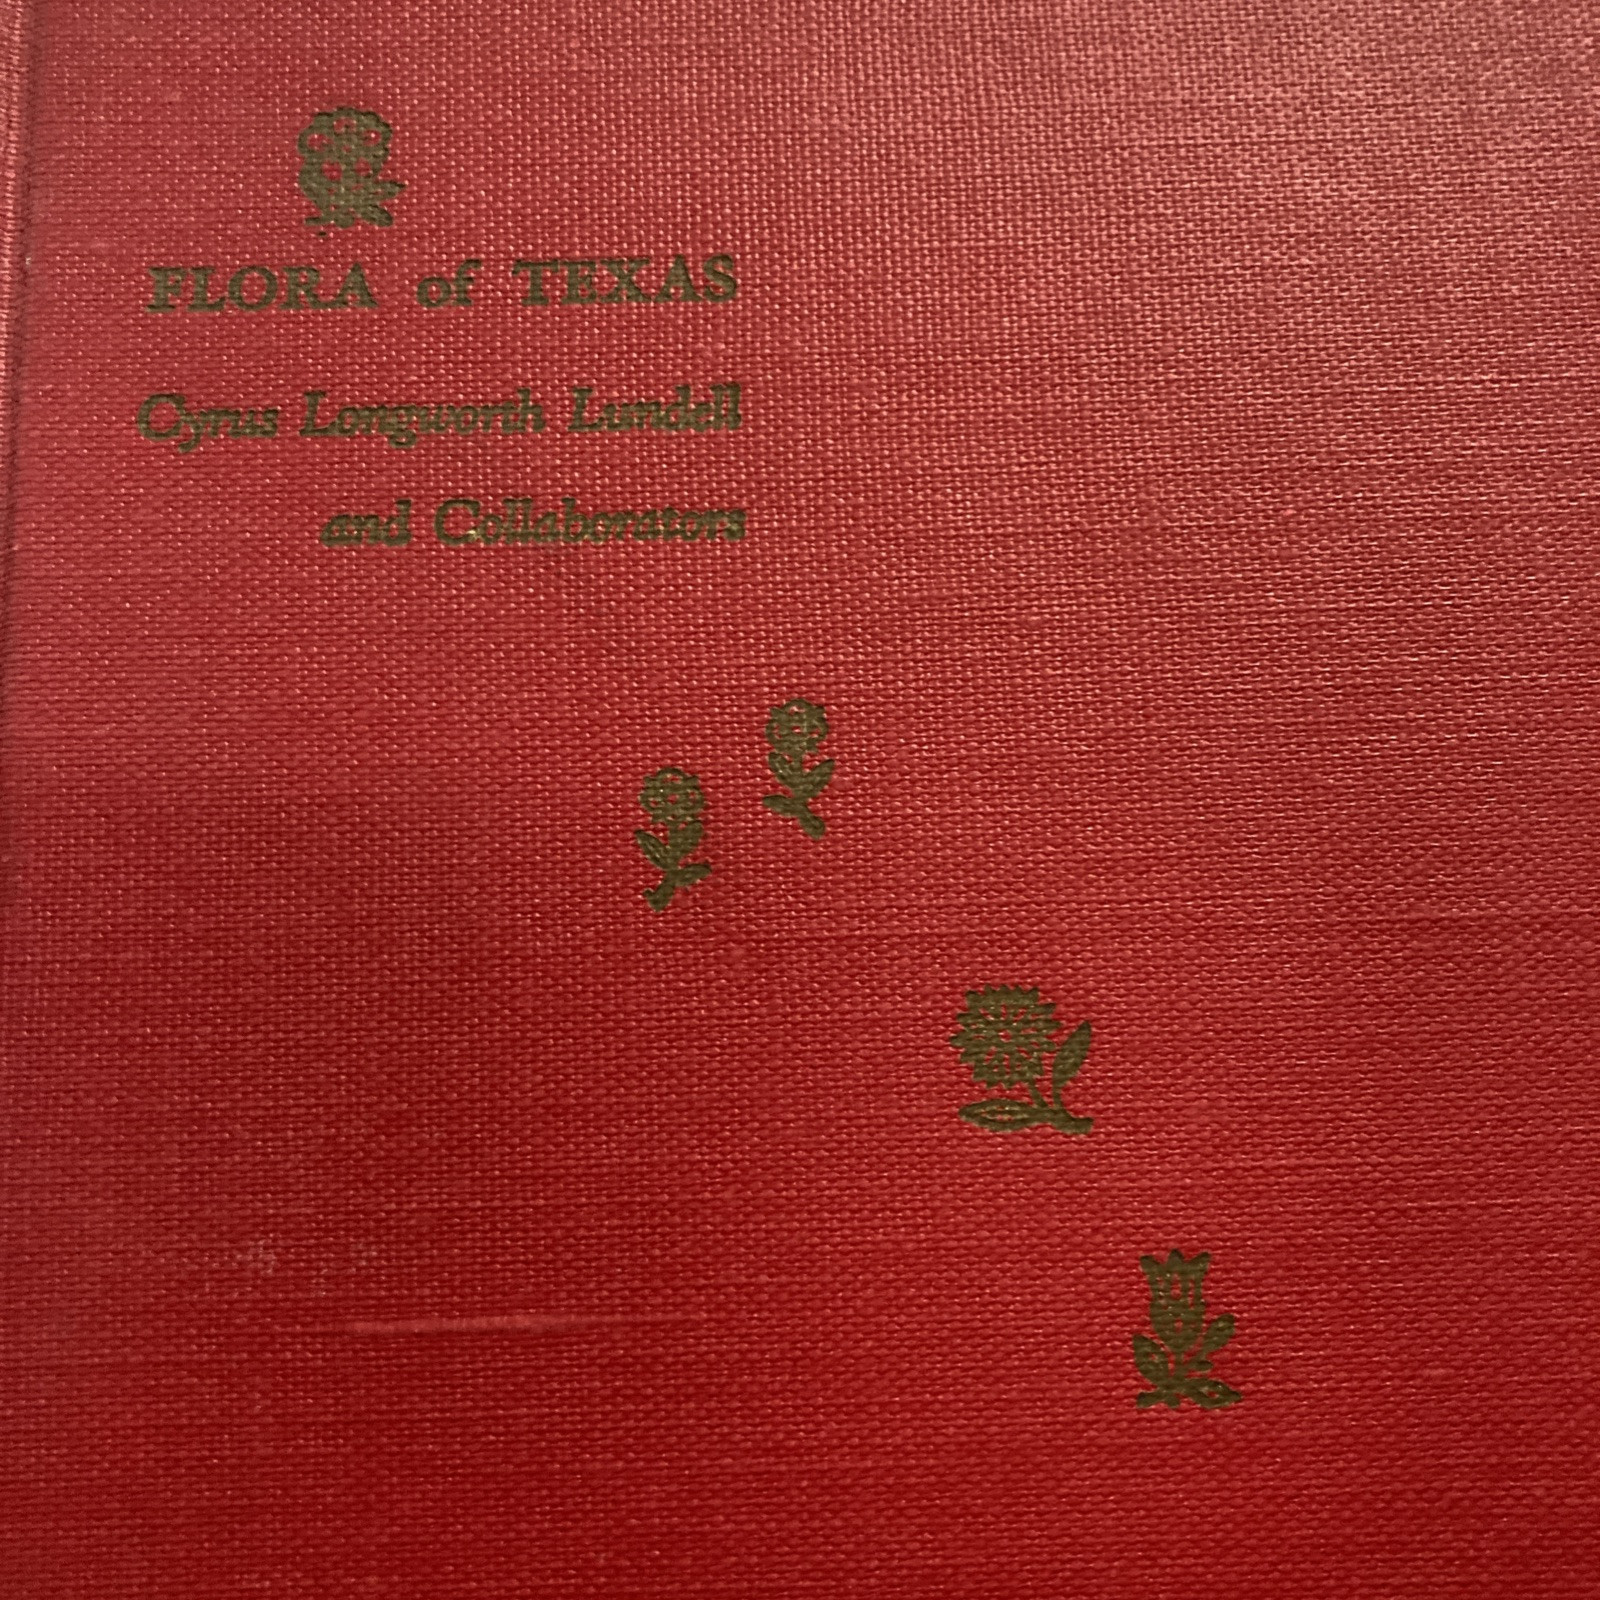 FLORA of TEXAS
Cyrus Longworth Lundell
and Collaborators